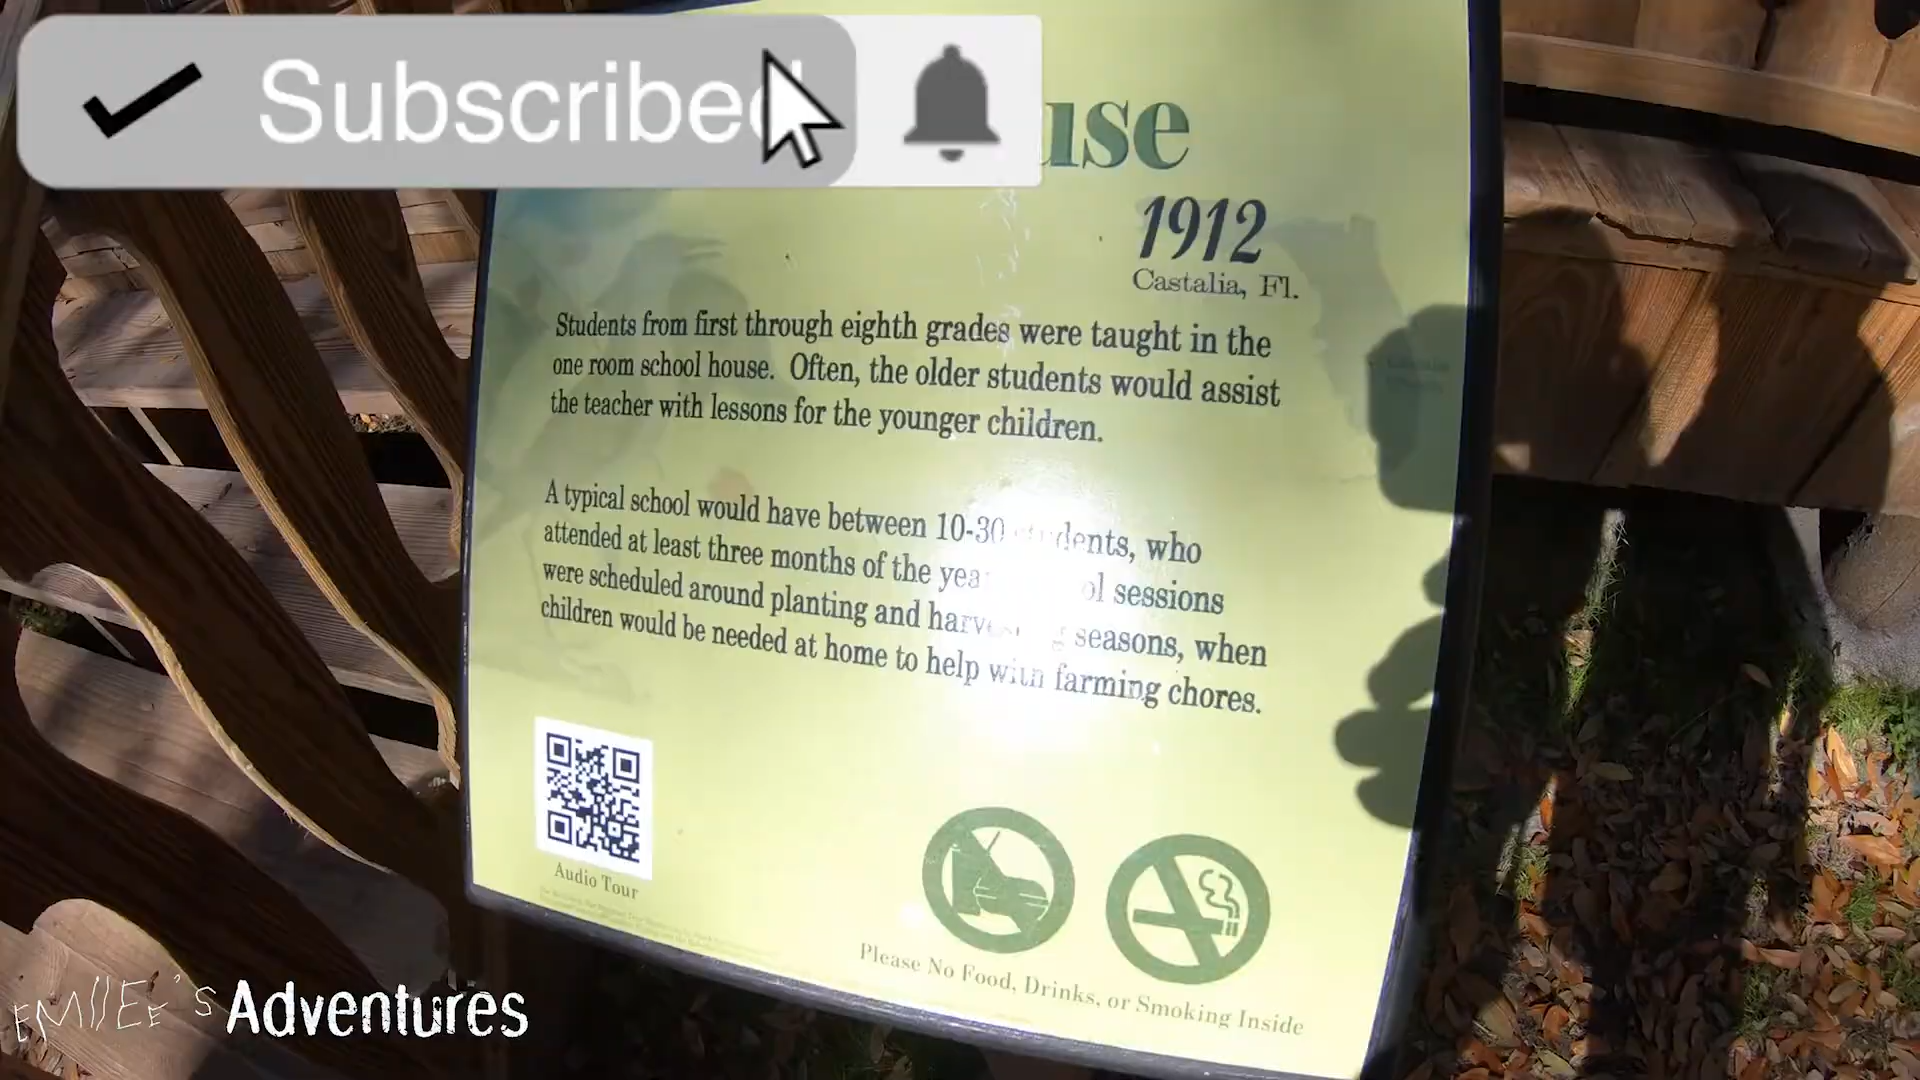 Subscribed
use
1912
Castalia, Fl.
Students from first through eighth grades were taught in the
one room school house. Often, the older students would assist
the teacher with lessons for the younger children.
A typical school would have between 10-30 students, who
attended at least three months of the year ol sessions
were scheduled around planting and harvesting seasons, when
children would be needed at home to help with farming chores.
Audio Tour
Please No Food, Drinks, or Smoking Inside
EMIlEE'S Adventures